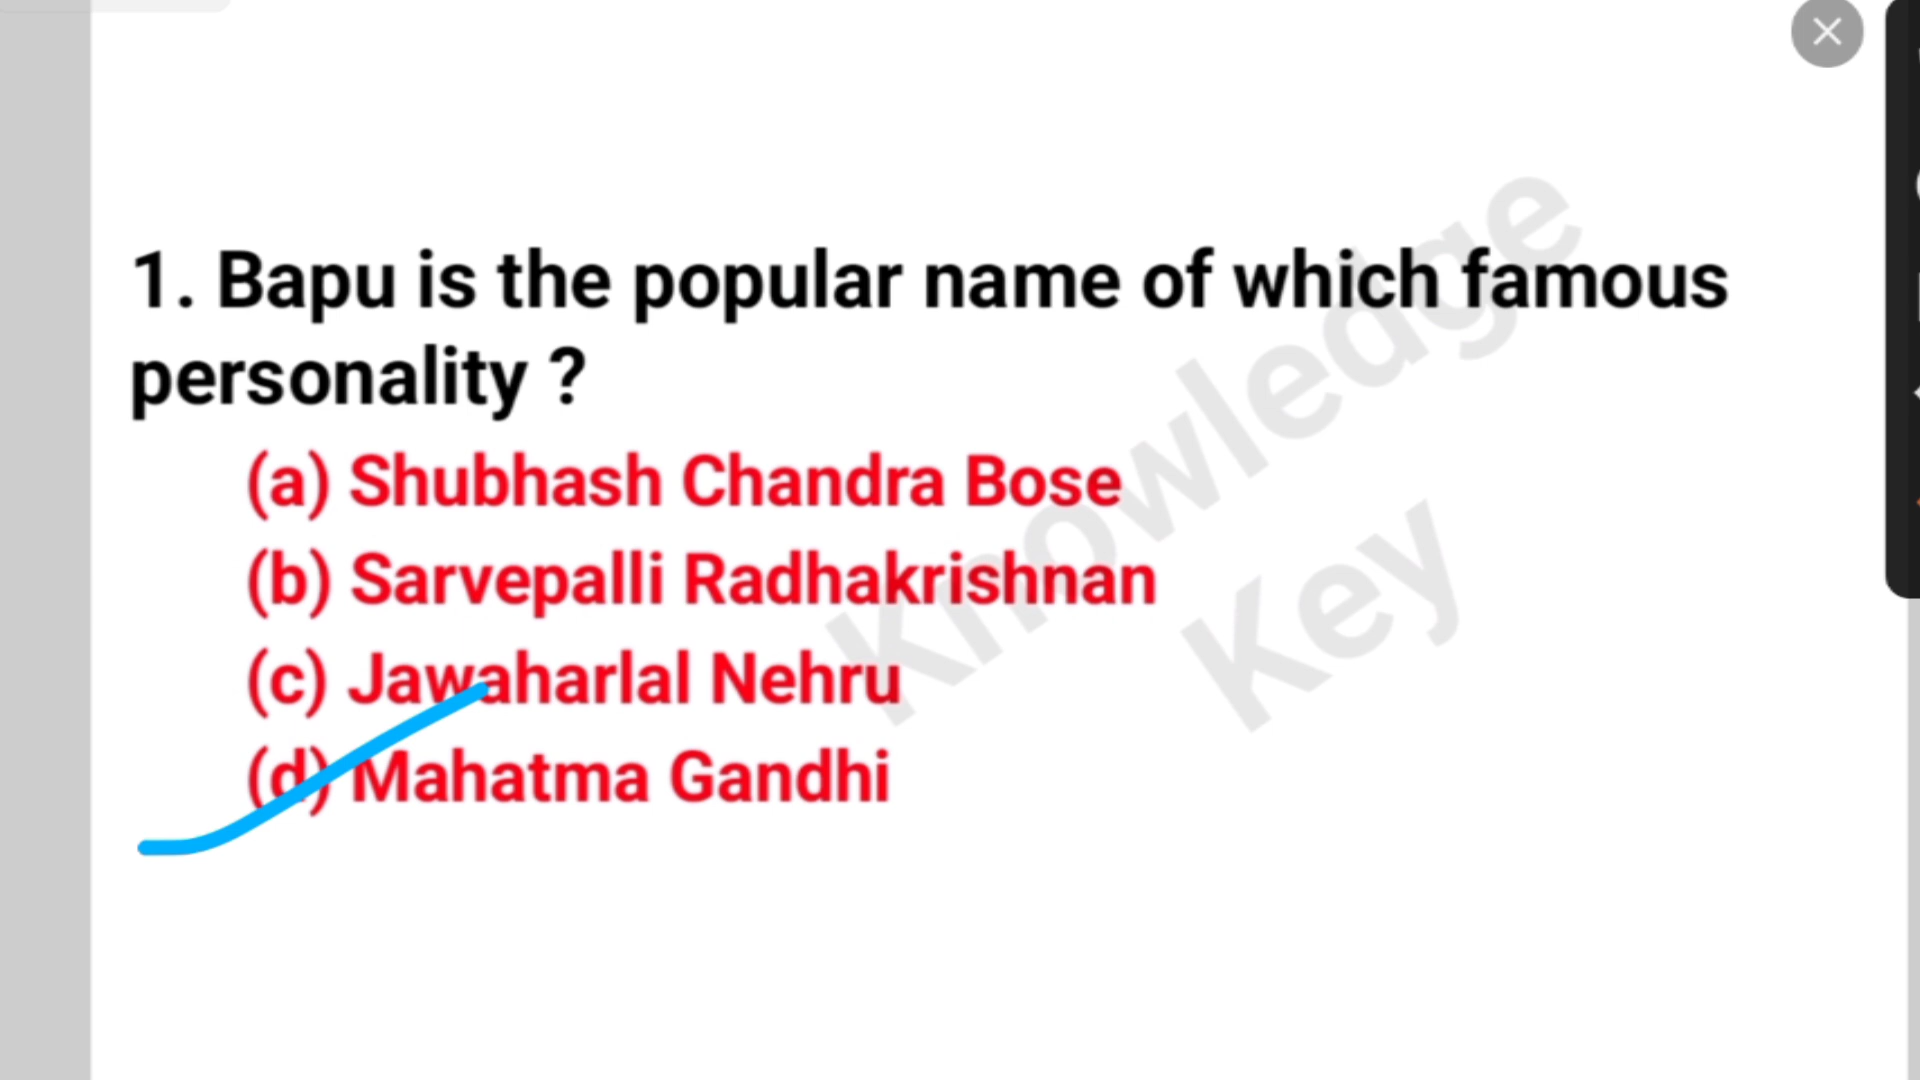 1. Bapu is the popular name of which famous
personality ?
(a) Shubhash Chandra Bose
(b) Sarvepalli Radhakrishnan
(c) Jawaharlal Nehru
(d) Mahatma Gandhi
Knowledge
Key